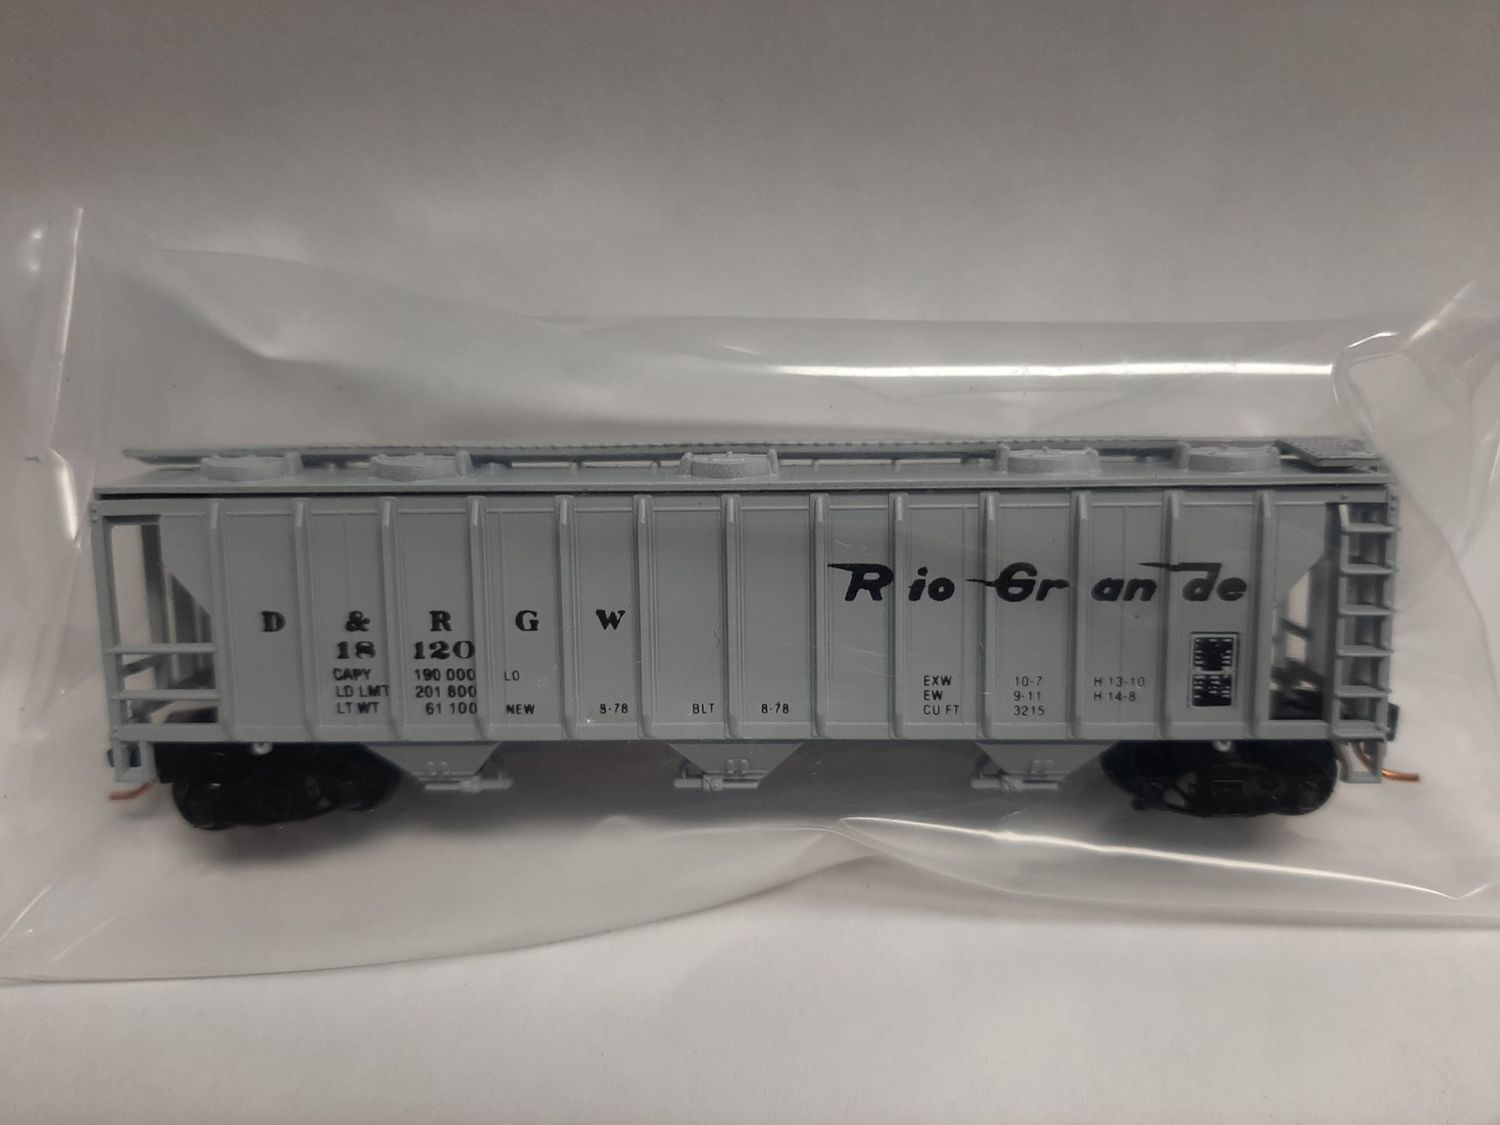 D & R G W
18 120
CAPY 190 000 LD
LD LMT 201 800
LT WT 61 100 NEW 8-78 BLT 8-78
Rio Grande
EXW 10-7 H 13-10
EW 9-11 H 14-8
CU FT 3215